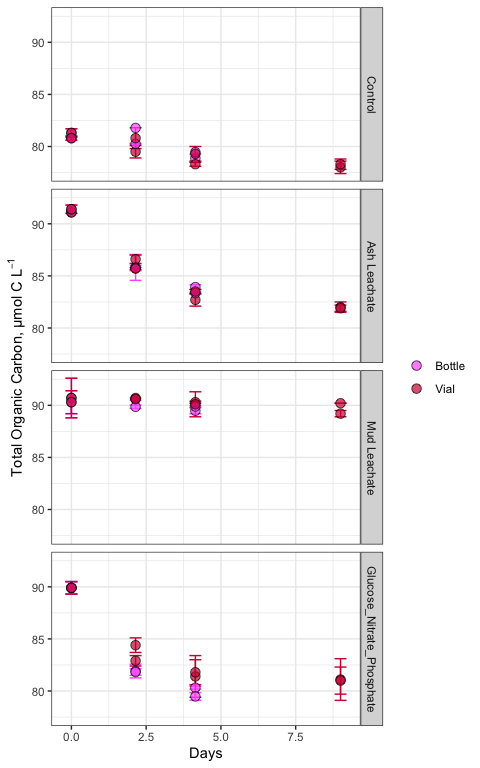 90
85
80
Control
90
85
80
Ash Leachate
90
85
80
Mud Leachate
90
85
80
Glucose_Nitrate_Phosphate
0.0 2.5 5.0 7.5
Days
Total Organic Carbon, μmol C L⁻¹
Bottle
Vial